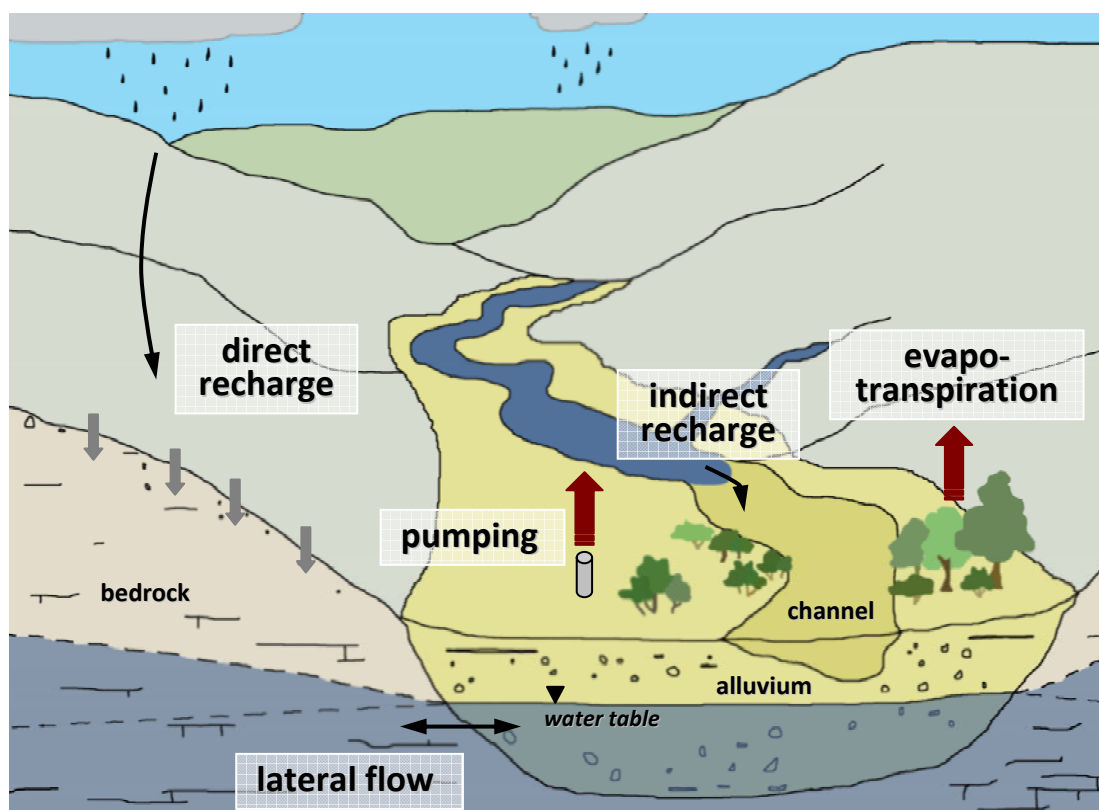 direct
recharge
indirect
recharge
evapo-
transpiration
pumping
bedrock
channel
alluvium
water table
lateral flow